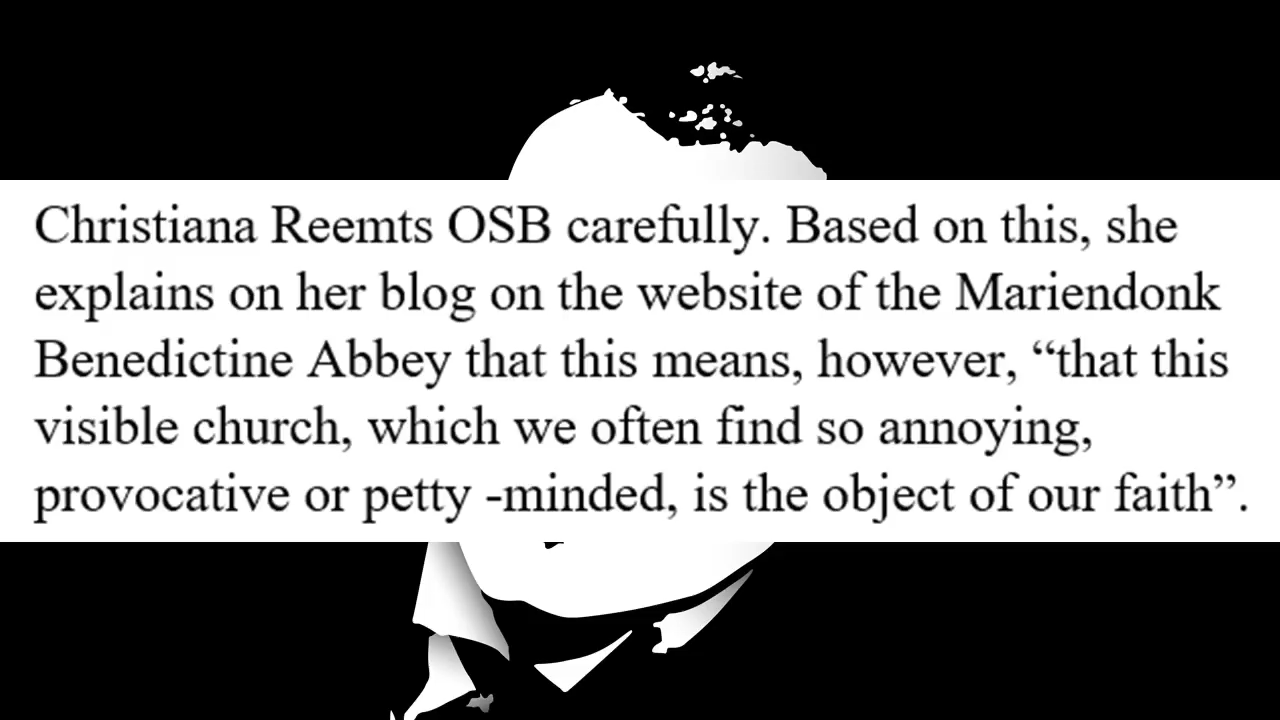 Christiana Reemts OSB carefully. Based on this, she
explains on her blog on the website of the Mariendonk
Benedictine Abbey that this means, however, “that this
visible church, which we often find so annoying,
provocative or petty -minded, is the object of our faith”.